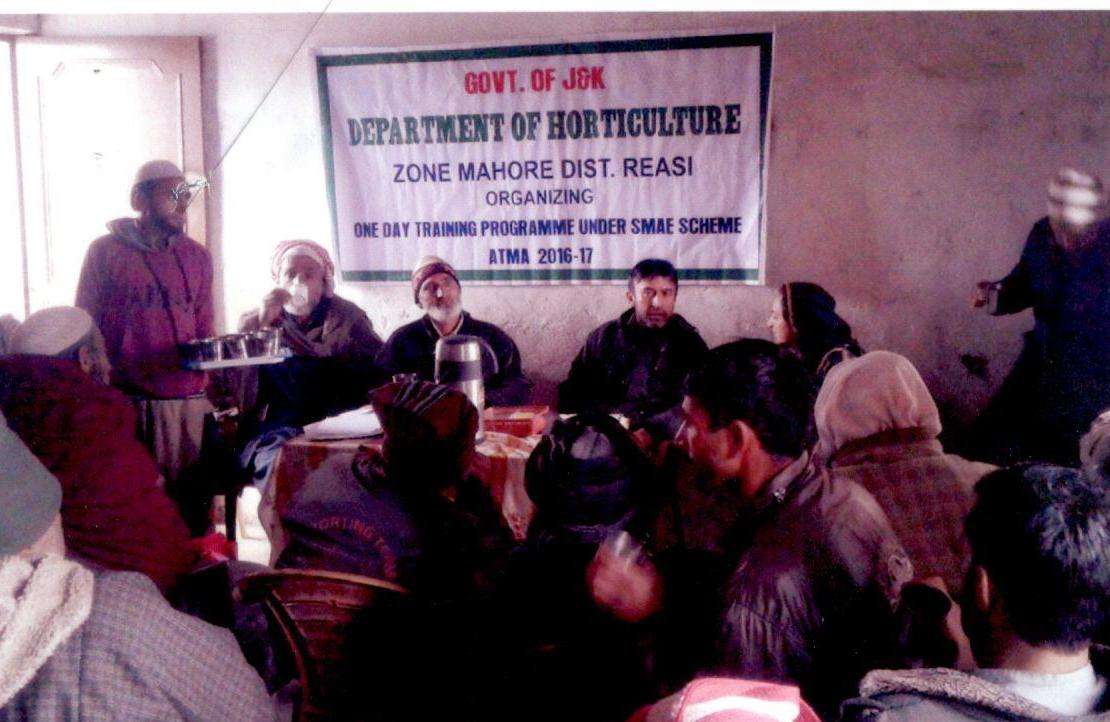 GOVT. OF J&K
DEPARTMENT OF HORTICULTURE
ZONE MAHORE DIST. REASI
ORGANIZING
ONE DAY TRAINING PROGRAMME UNDER SMAE SCHEME
ATMA 2016-17